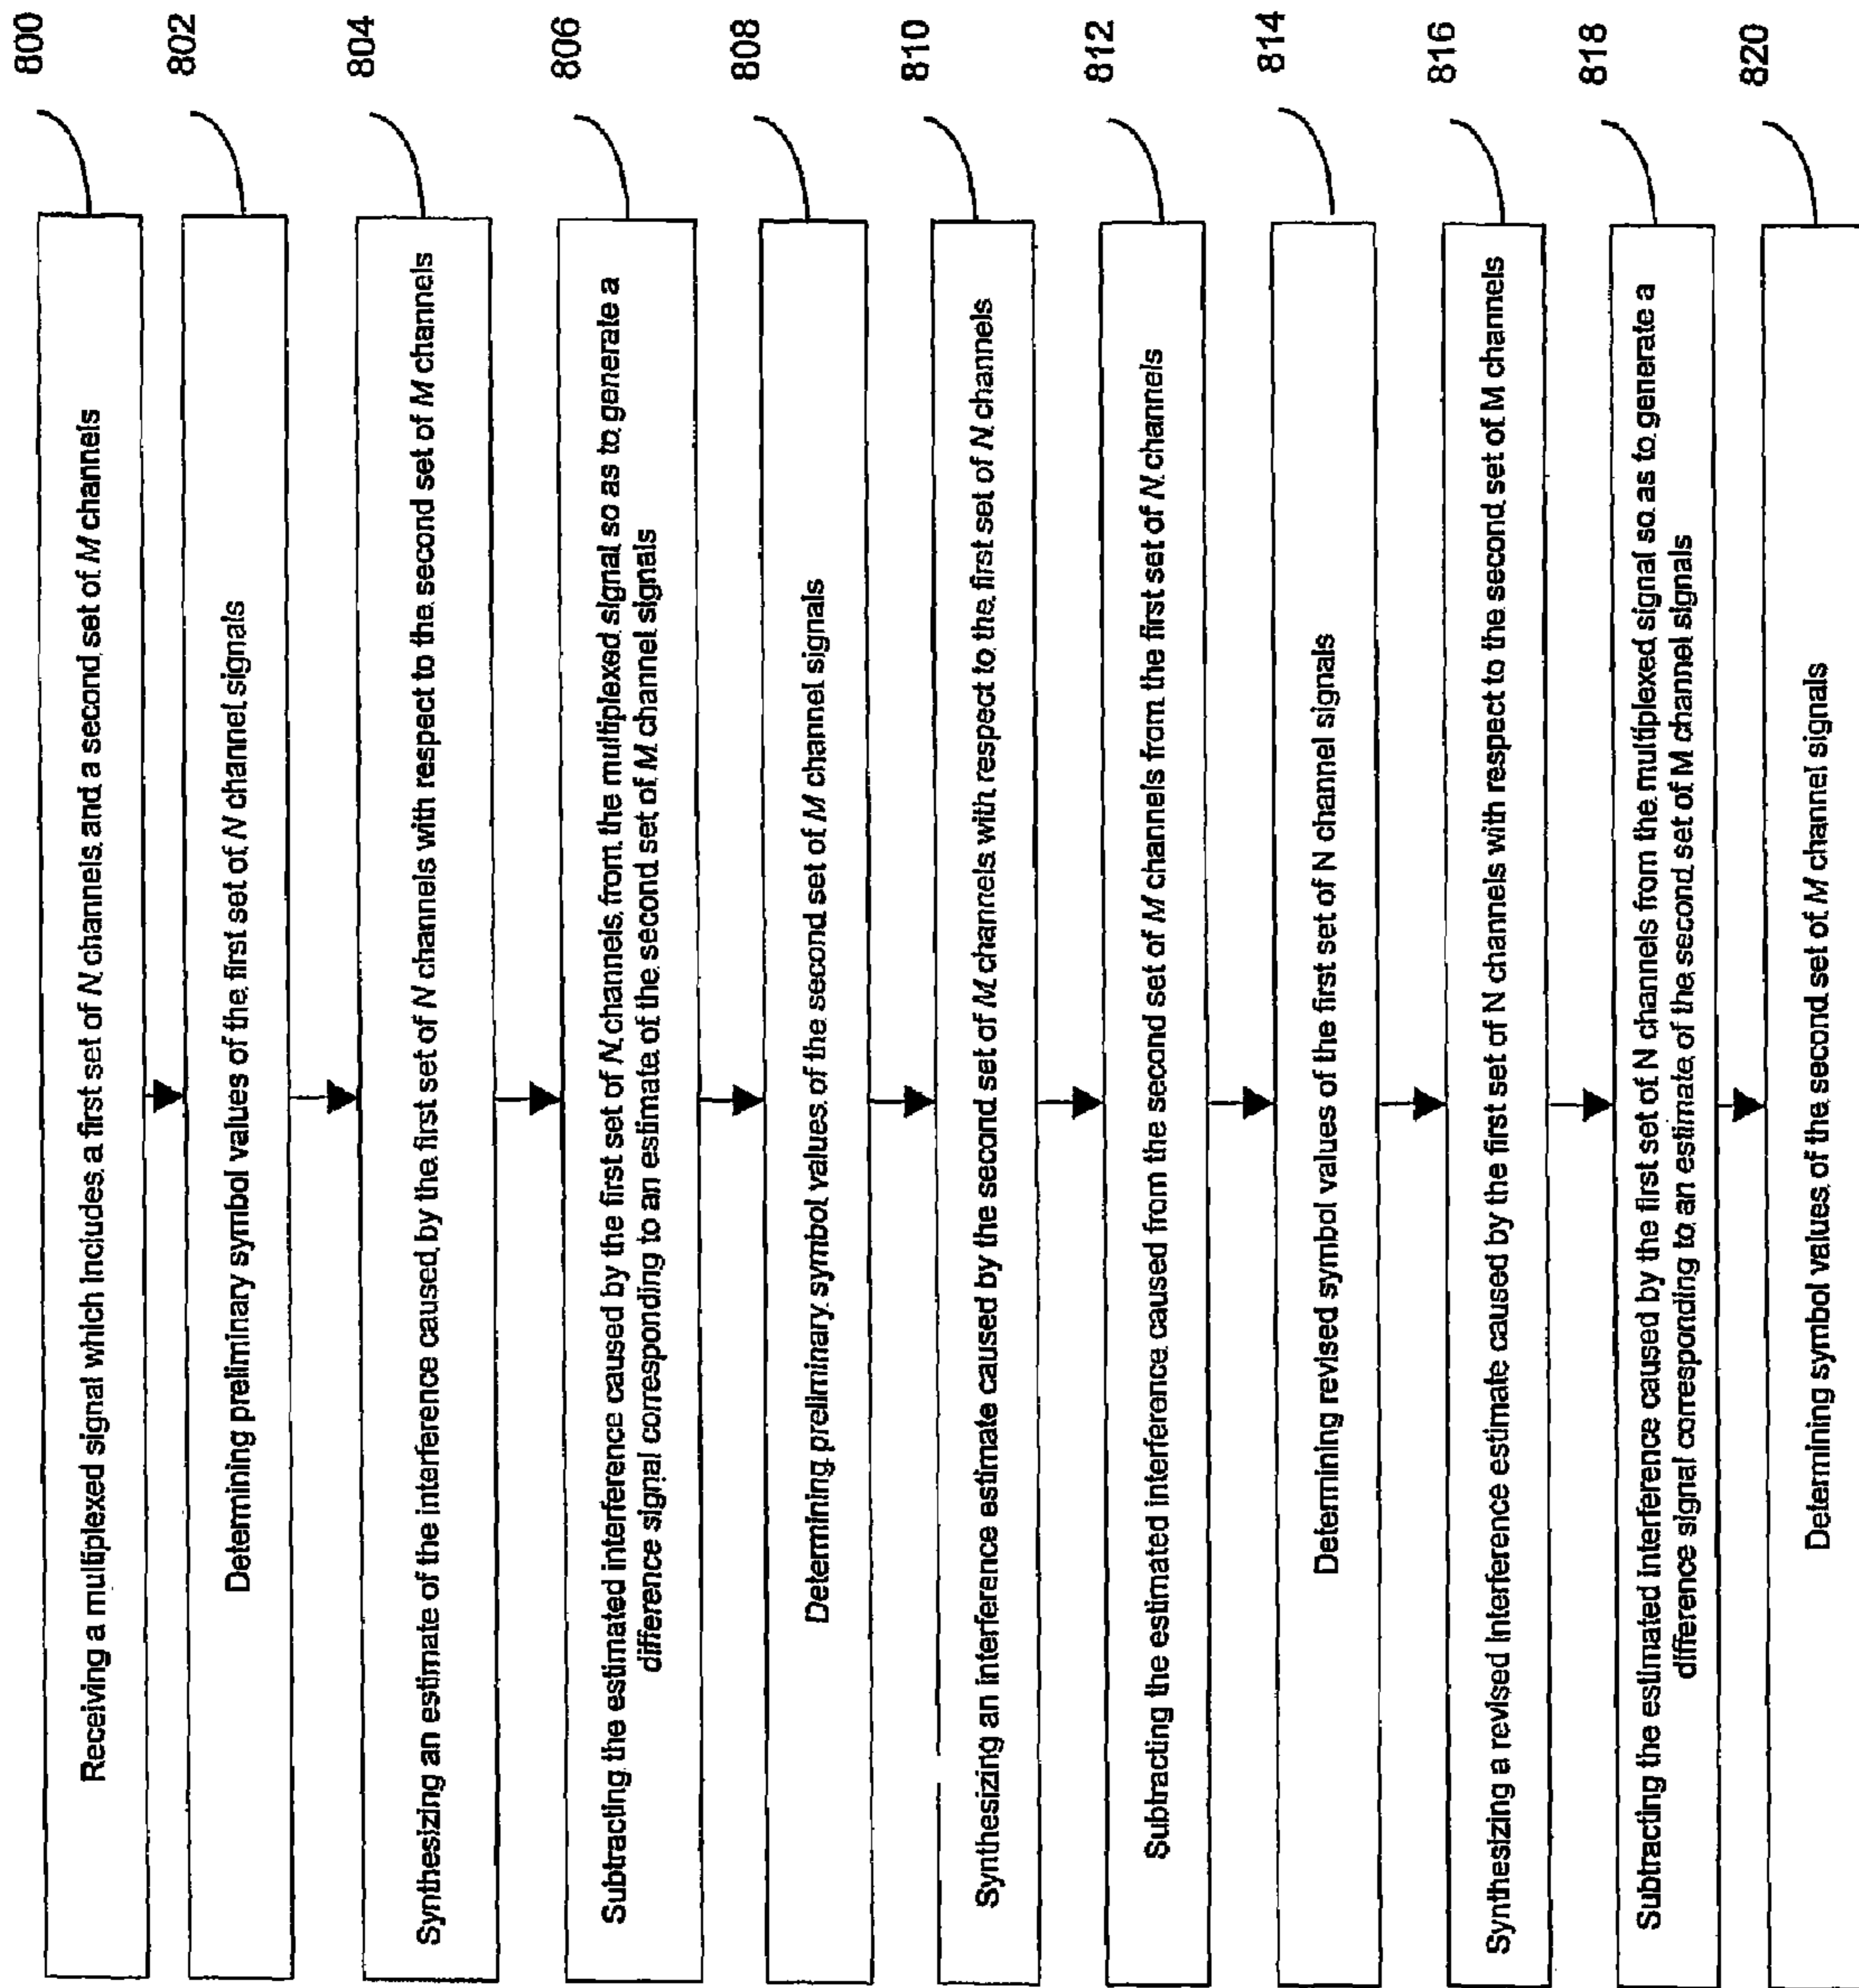 800
Receiving a multiplexed signal which includes a first set of N channels and a second set of M channels
802
Determining preliminary symbol values of the first set of N channel signals
804
Synthesizing an estimate of the interference caused by the first set of N channels with respect to the second set of M channels
806
Subtracting the estimated interference caused by the first set of N channels from the multiplexed signal so as to generate a
difference signal corresponding to an estimate of the second set of M channel signals
808
Determining preliminary symbol values of the second set of M channel signals
810
Synthesizing an interference estimate caused by the second set of M channels with respect to the first set of N channels
812
Subtracting the estimated interference caused from the second set of M channels from the first set of N channels
814
Determining revised symbol values of the first set of N channel signals
816
Synthesizing a revised interference estimate caused by the first set of N channels with respect to the second set of M channels
818
Subtracting the estimated interference caused by the first set of N channels from the multiplexed signal so as to generate a
difference signal corresponding to an estimate of the second set of M channel signals
820
Determining symbol values of the second set of M channel signals